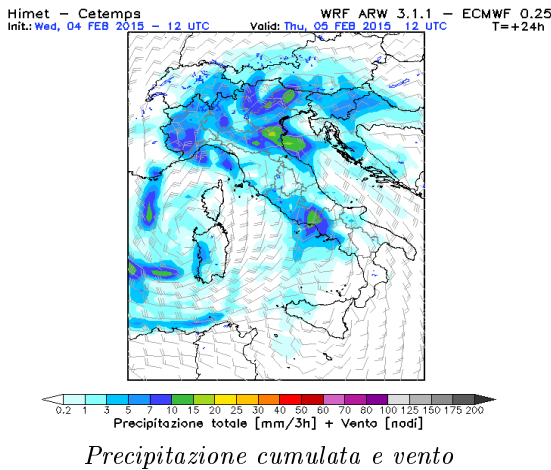 Himet - Cetemps WRF ARW 3.1.1 - ECMWF 0.25
Init.: Wed, 04 FEB 2015 - 12 UTC Valid: Thu, 05 FEB 2015 12 UTC T=+24h
0.2 1 3 5 7 10 15 20 25 30 40 50 60 70 80 100 125 150 175 200
Precipitazione totale [mm/3h] + Vento [nodi]
Precipitazione cumulata e vento